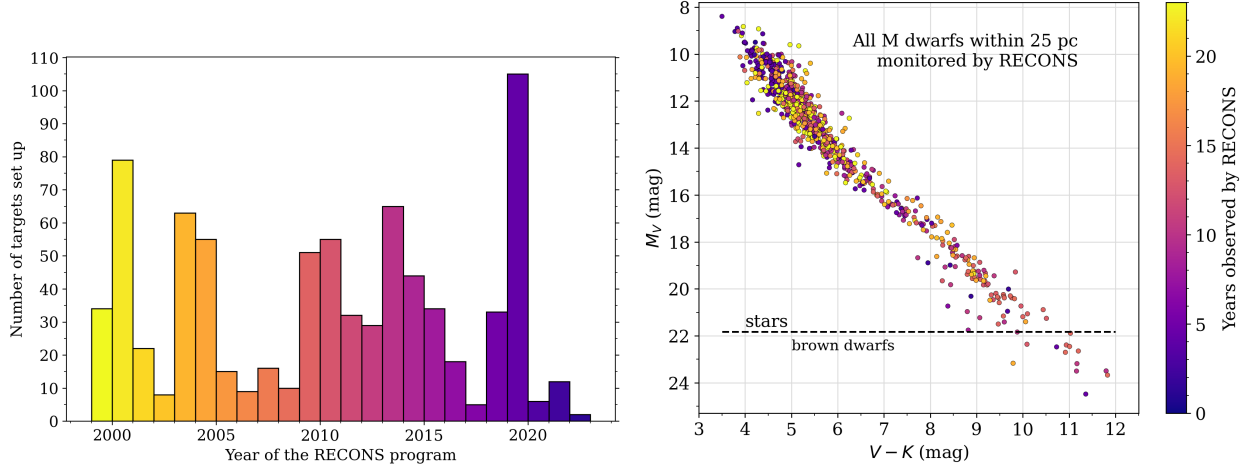 Number of targets set up
110
100
90
80
70
60
50
40
30
20
10
0
2000 2005 2010 2015 2020
Year of the RECONS program
M_V (mag)
8
10
12
14
16
18
20
22
24
All M dwarfs within 25 pc
monitored by RECONS
stars
brown dwarfs
3 4 5 6 7 8 9 10 11 12
V − K (mag)
20
15
10
5
0
Years observed by RECONS